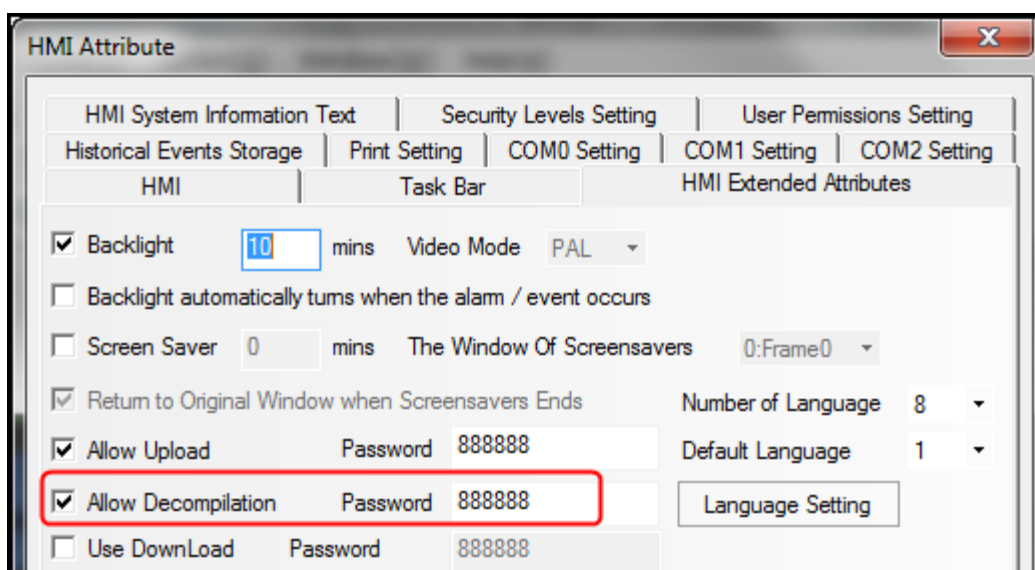 HMI Attribute
HMI System Information Text Security Levels Setting User Permissions Setting
Historical Events Storage Print Setting COM0 Setting COM1 Setting COM2 Setting
HMI Task Bar HMI Extended Attributes
Backlight 10 mins Video Mode PAL
Backlight automatically turns when the alarm / event occurs
Screen Saver 0 mins The Window Of Screensavers 0:Frame0
Return to Original Window when Screensavers Ends Number of Language 8
Allow Upload Password 888888 Default Language 1
Allow Decompilation Password 888888 Language Setting
Use DownLoad Password 888888